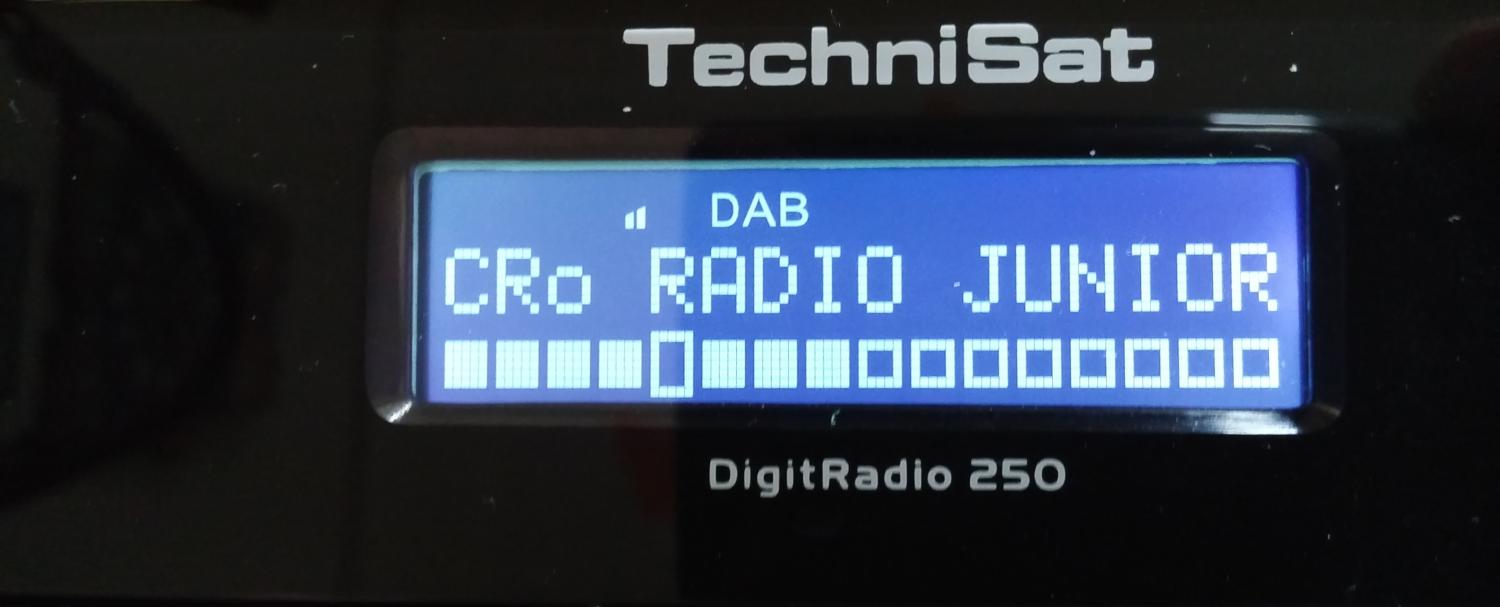 TechniSat
DAB
CRo RADIO JUNIOR
DigitRadio 250